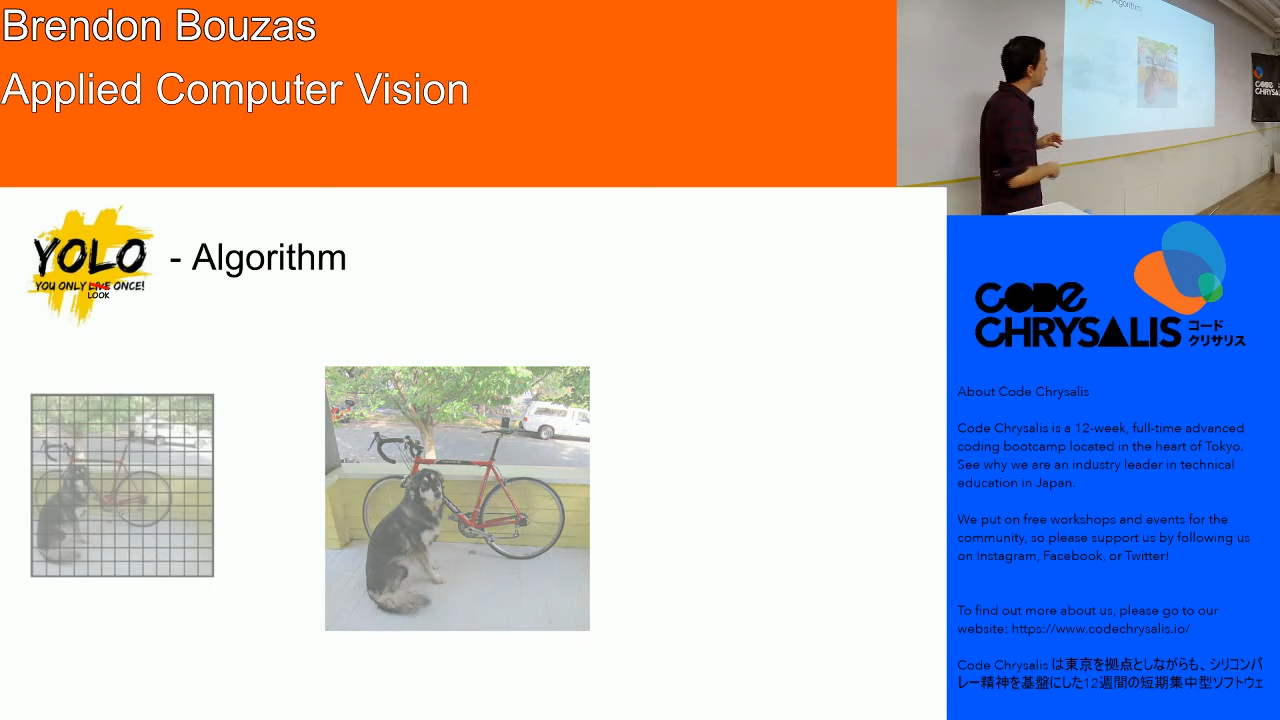 Brendon Bouzas
Applied Computer Vision
Algorithm
CODE
CHRYSALIS
YOLO
YOU ONLY LIVE ONCE!
LOOK
- Algorithm
CODE
CHRYSALIS
コード
クリサリス
About Code Chrysalis
Code Chrysalis is a 12-week, full-time advanced
coding bootcamp located in the heart of Tokyo.
See why we are an industry leader in technical
education in Japan.
We put on free workshops and events for the
community, so please support us by following us
on Instagram, Facebook, or Twitter!
To find out more about us, please go to our
website: https://www.codechrysalis.io/
Code Chrysalis は東京を拠点としながらも、シリコンバ
レー精神を基盤にした12週間の短期集中型ソフトウェ